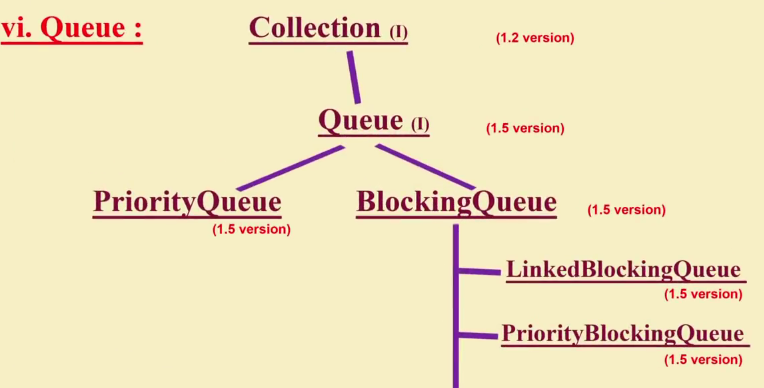 vi. Queue :
Collection (I) (1.2 version)
Queue (I) (1.5 version)
PriorityQueue BlockingQueue (1.5 version)
(1.5 version)
LinkedBlockingQueue
(1.5 version)
PriorityBlockingQueue
(1.5 version)